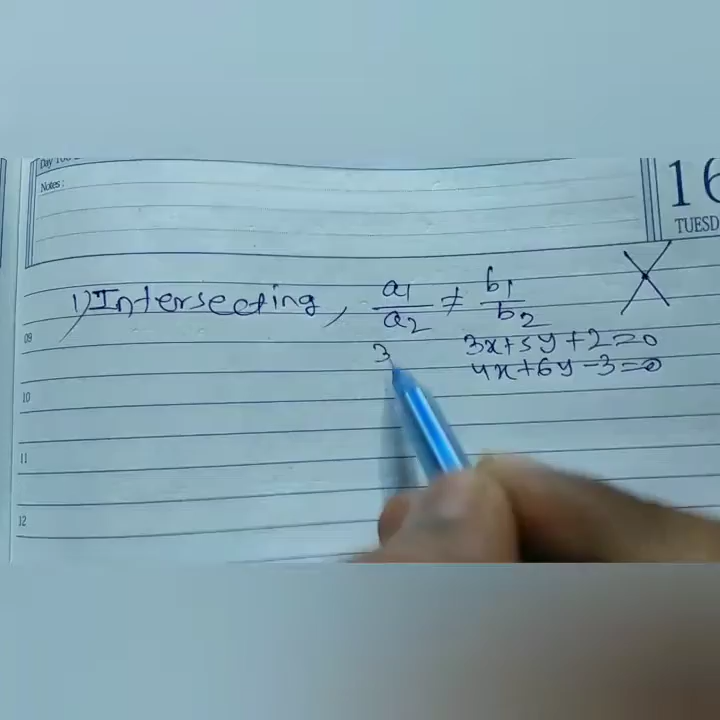 Notes:
16
TUESD
1) Intersecting, a1/a2 ≠ b1/b2
09
3x+5y+2=0
3
4x+6y-3=0
10
11
12